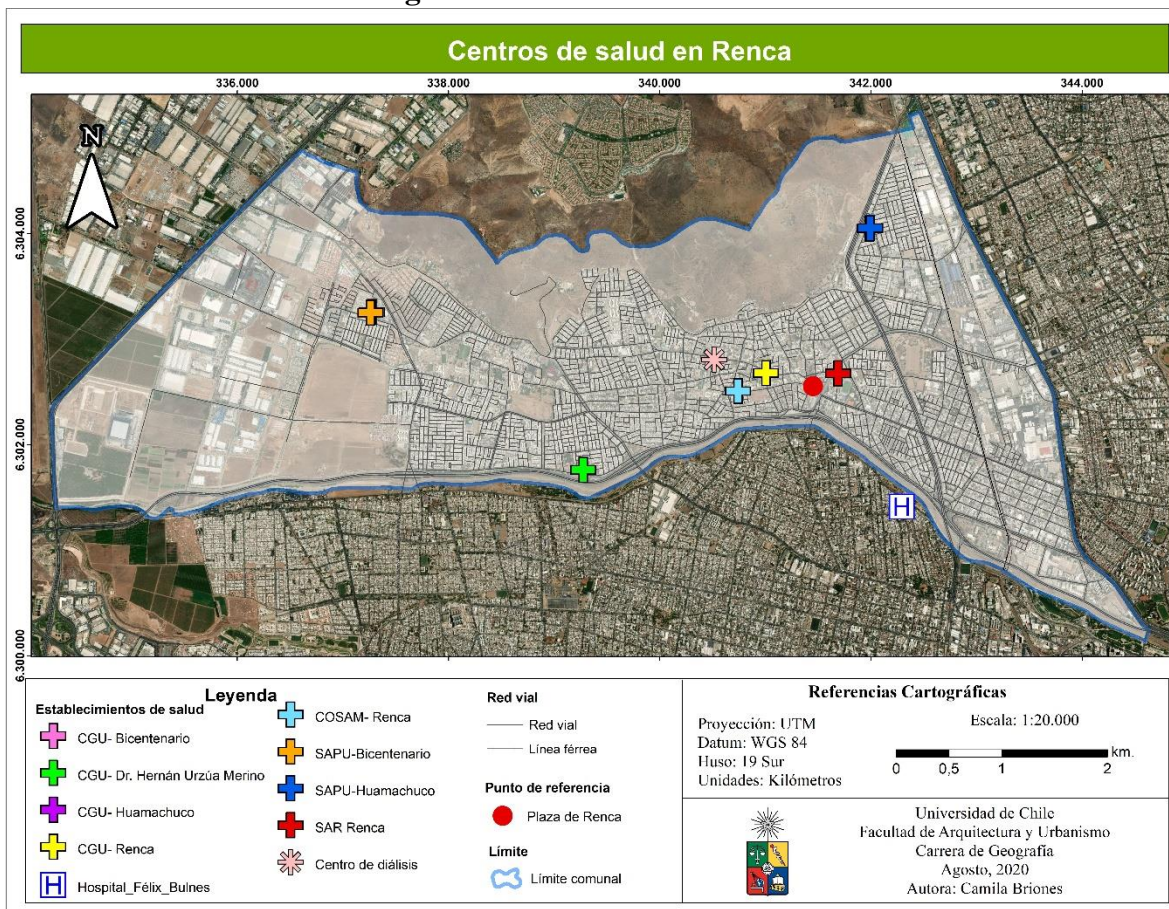 Centros de salud en Renca
336.000 338.000 340.000 342.000 344.000
N
6.304.000
6.302.000
6.300.000
H
Leyenda
Establecimientos de salud
CGU- Bicentenario
CGU- Dr. Hernán Urzúa Merino
CGU- Huamachuco
CGU- Renca
H Hospital_Félix_Bulnes
COSAM- Renca
SAPU-Bicentenario
SAPU-Huamachuco
SAR Renca
Centro de diálisis
Red vial
Red vial
Línea férrea
Punto de referencia
Plaza de Renca
Límite
Límite comunal
Referencias Cartográficas
Proyección: UTM
Datum: WGS 84
Huso: 19 Sur
Unidades: Kilómetros
Escala: 1:20.000
km.
0 0,5 1 2
Universidad de Chile
Facultad de Arquitectura y Urbanismo
Carrera de Geografía
Agosto, 2020
Autora: Camila Briones